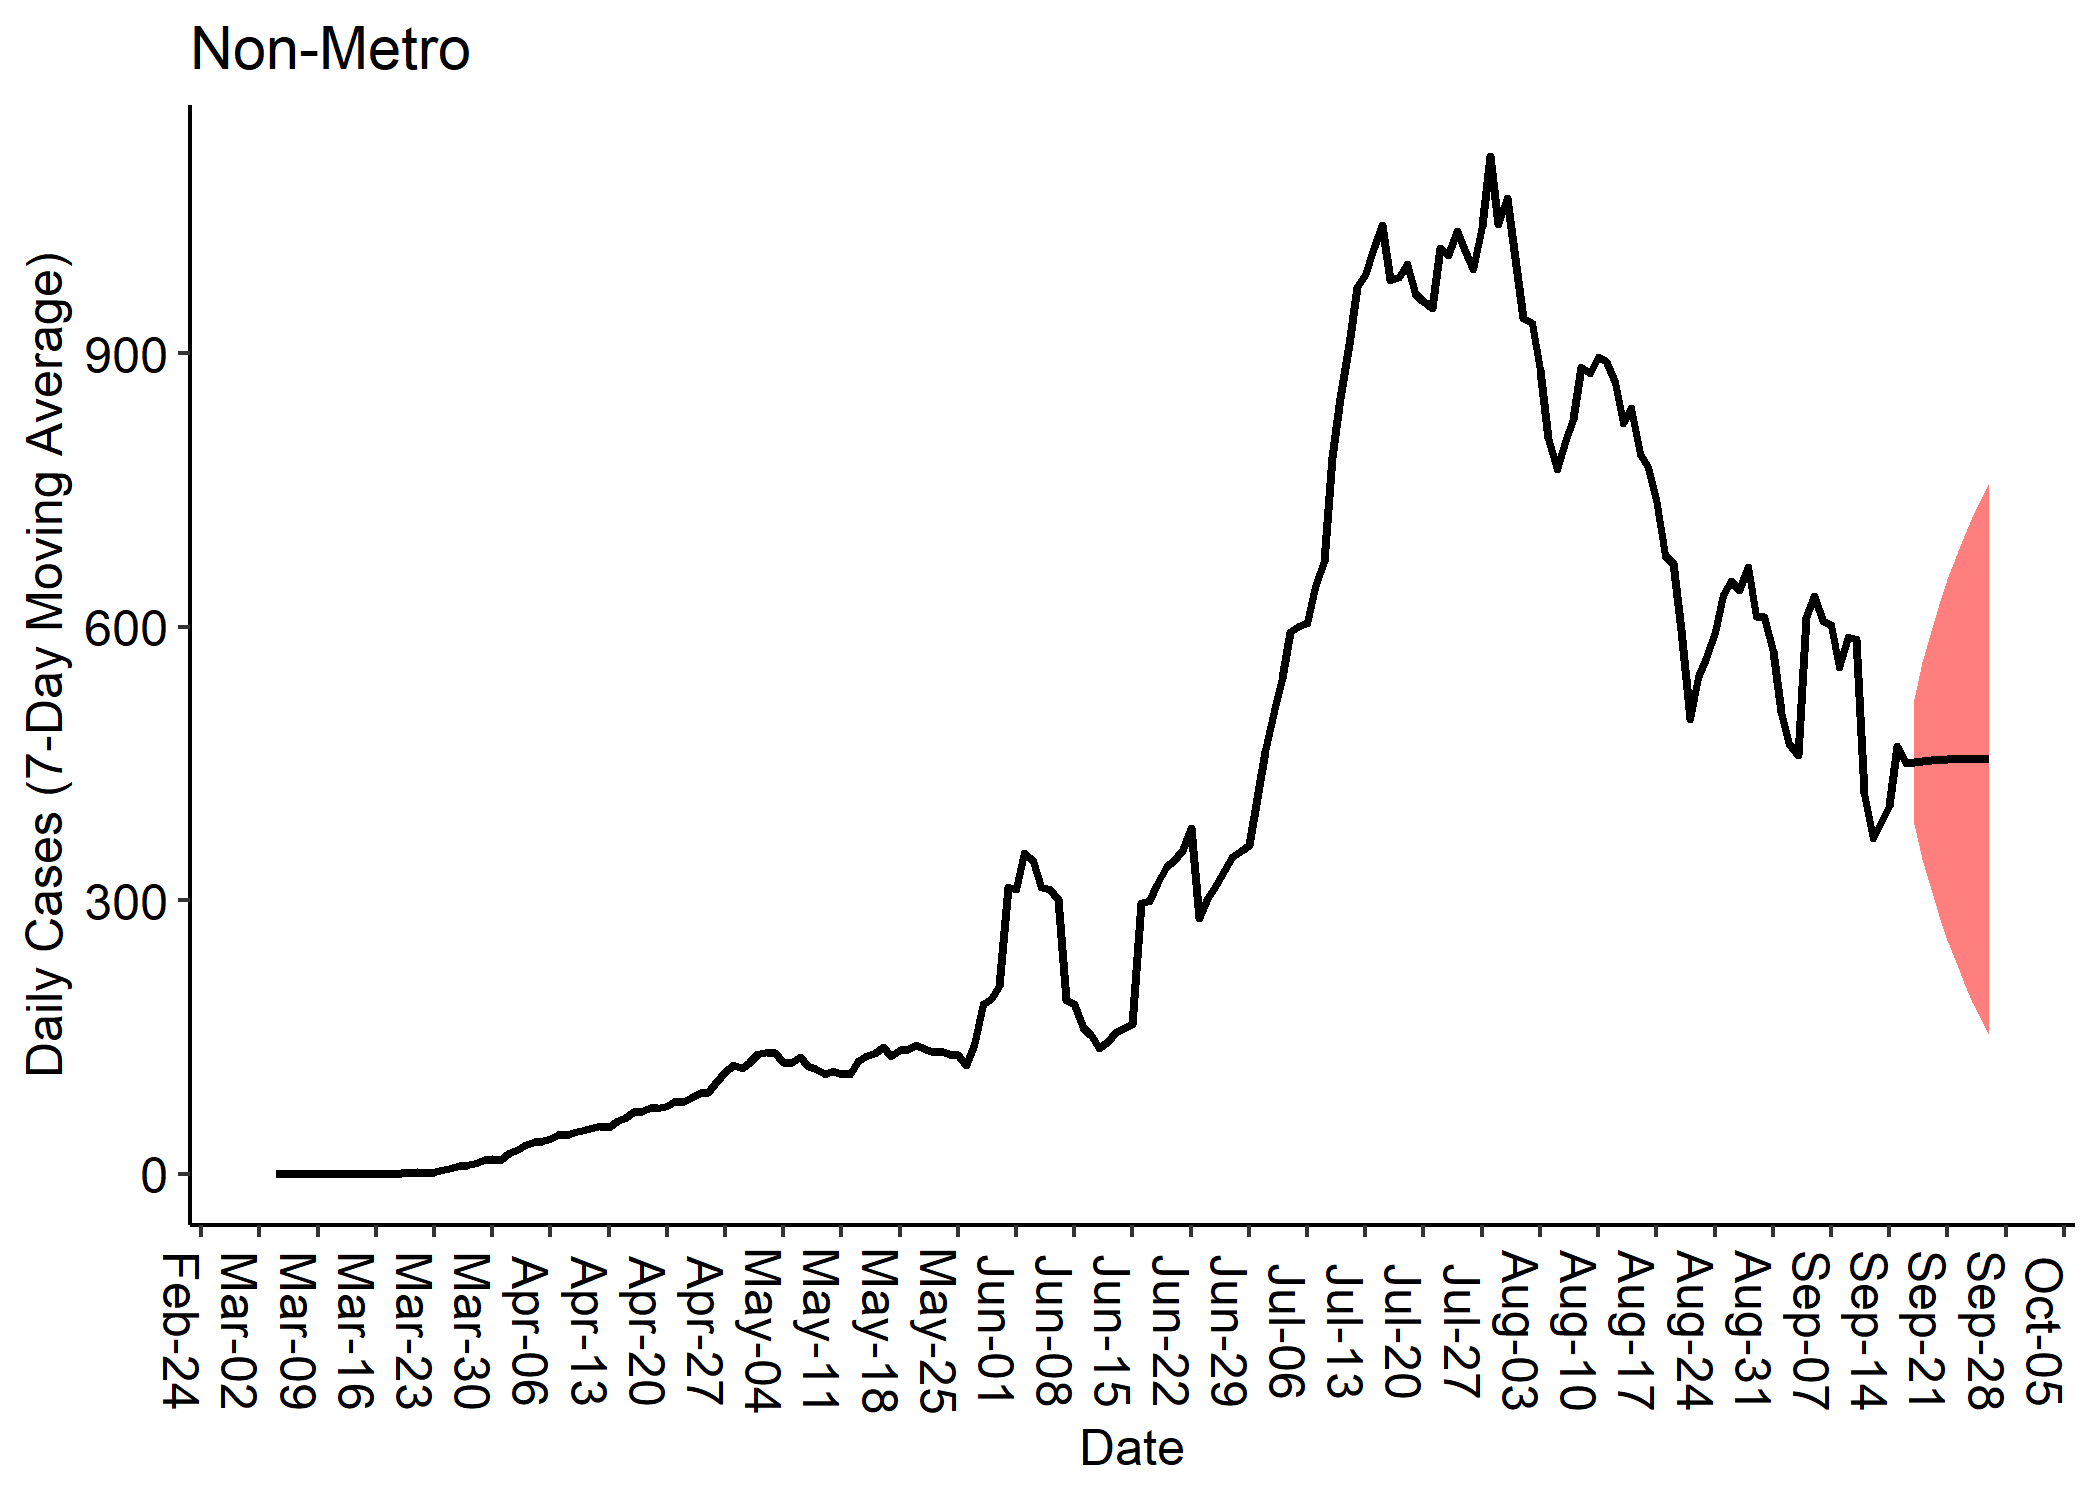 Non-Metro
Daily Cases (7-Day Moving Average)
900
600
300
0
Feb-24
Mar-02
Mar-09
Mar-16
Mar-23
Mar-30
Apr-06
Apr-13
Apr-20
Apr-27
May-04
May-11
May-18
May-25
Jun-01
Jun-08
Jun-15
Jun-22
Jun-29
Jul-06
Jul-13
Jul-20
Jul-27
Aug-03
Aug-10
Aug-17
Aug-24
Aug-31
Sep-07
Sep-14
Sep-21
Sep-28
Oct-05
Date